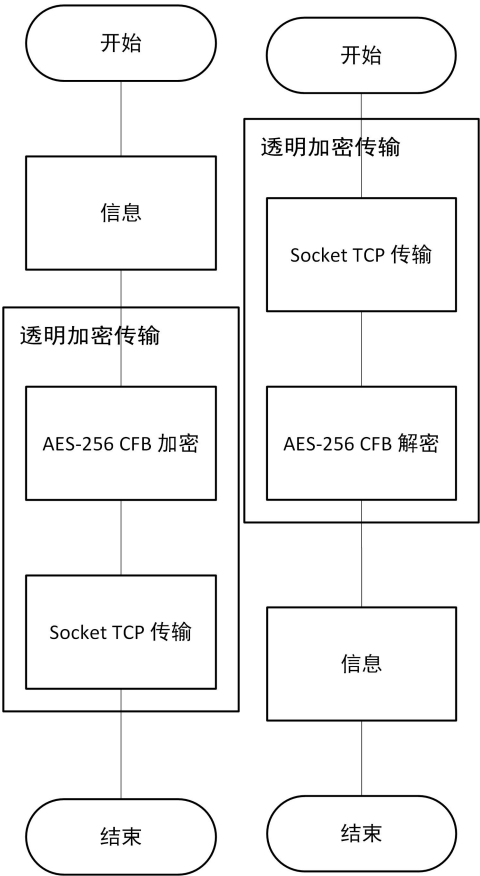 开始
信息
透明加密传输
AES-256 CFB 加密
Socket TCP 传输
结束
开始
透明加密传输
Socket TCP 传输
AES-256 CFB 解密
信息
结束